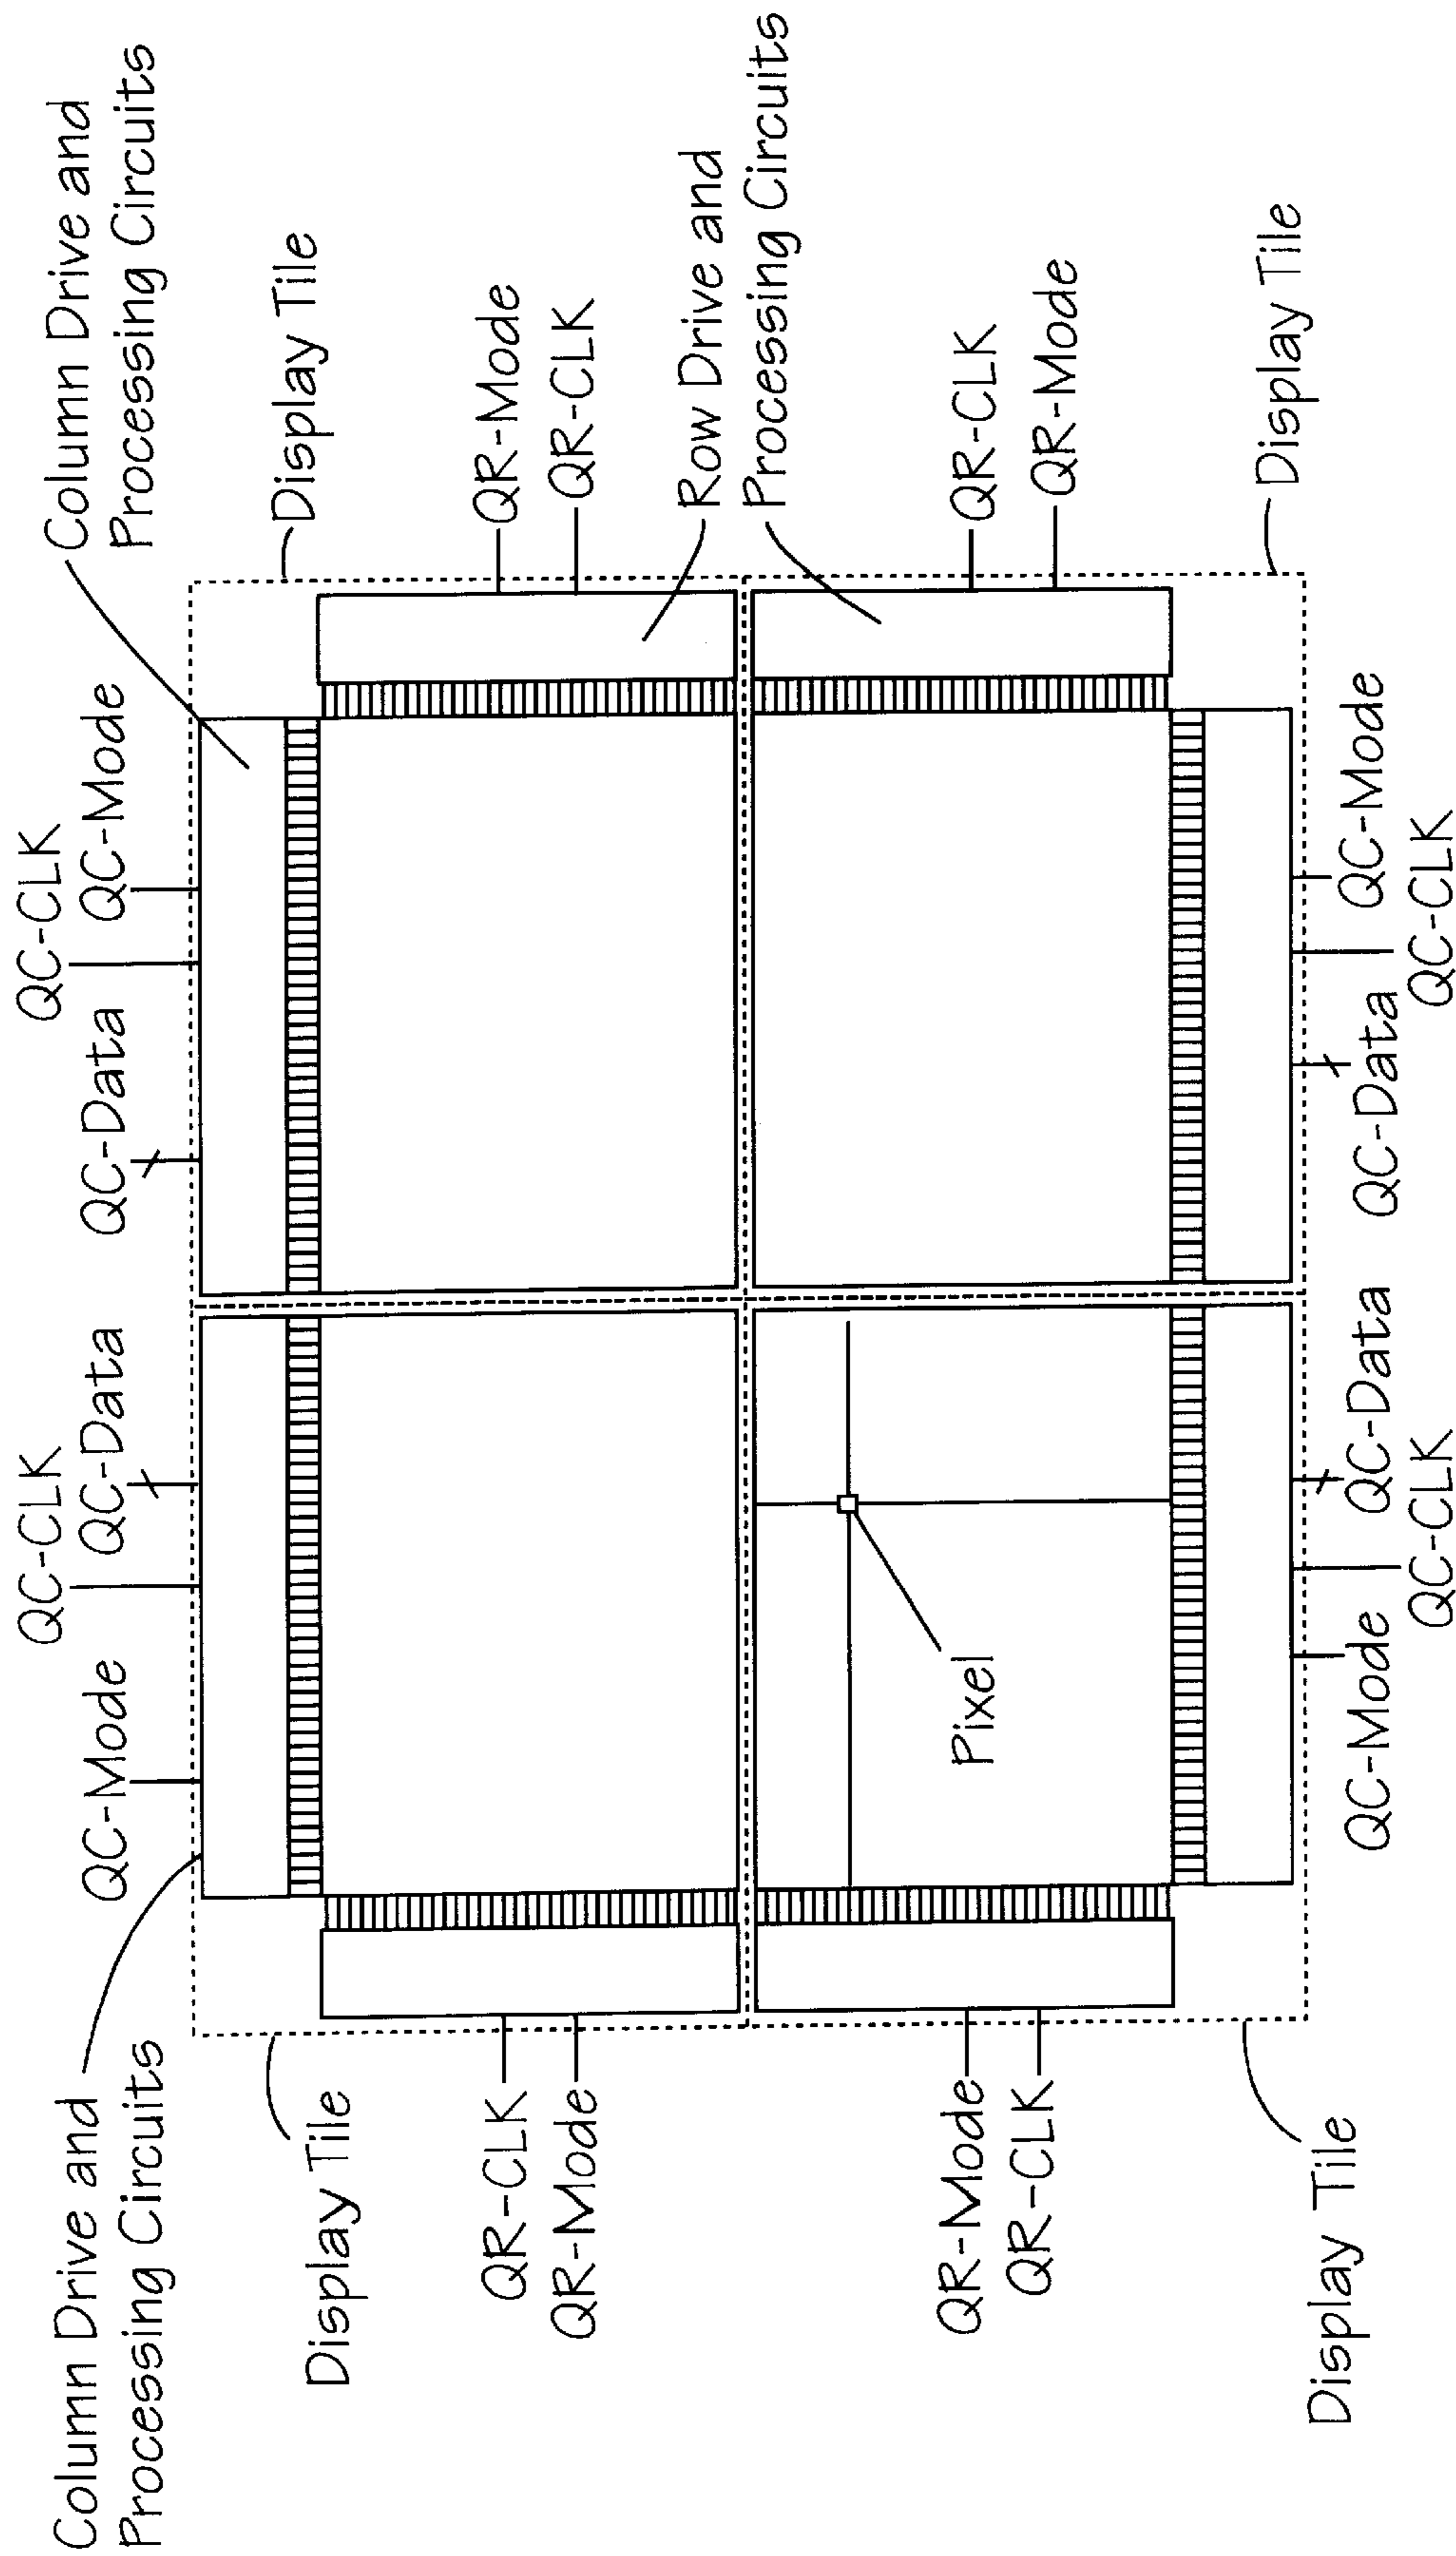 QC-CLK
QC-CLK
Column Drive and
Processing Circuits
QC-Mode
QC-Data
QC-Data
QC-Mode
Column Drive and
Processing Circuits
Display Tile
Display Tile
QR-CLK
QR-Mode
QR-Mode
QR-CLK
Row Drive and
Processing Circuits
QR-Mode
QR-CLK
Pixel
QR-CLK
QR-Mode
Display Tile
Display Tile
QC-Mode
QC-Data
QC-Data
QC-Mode
QC-CLK
QC-CLK